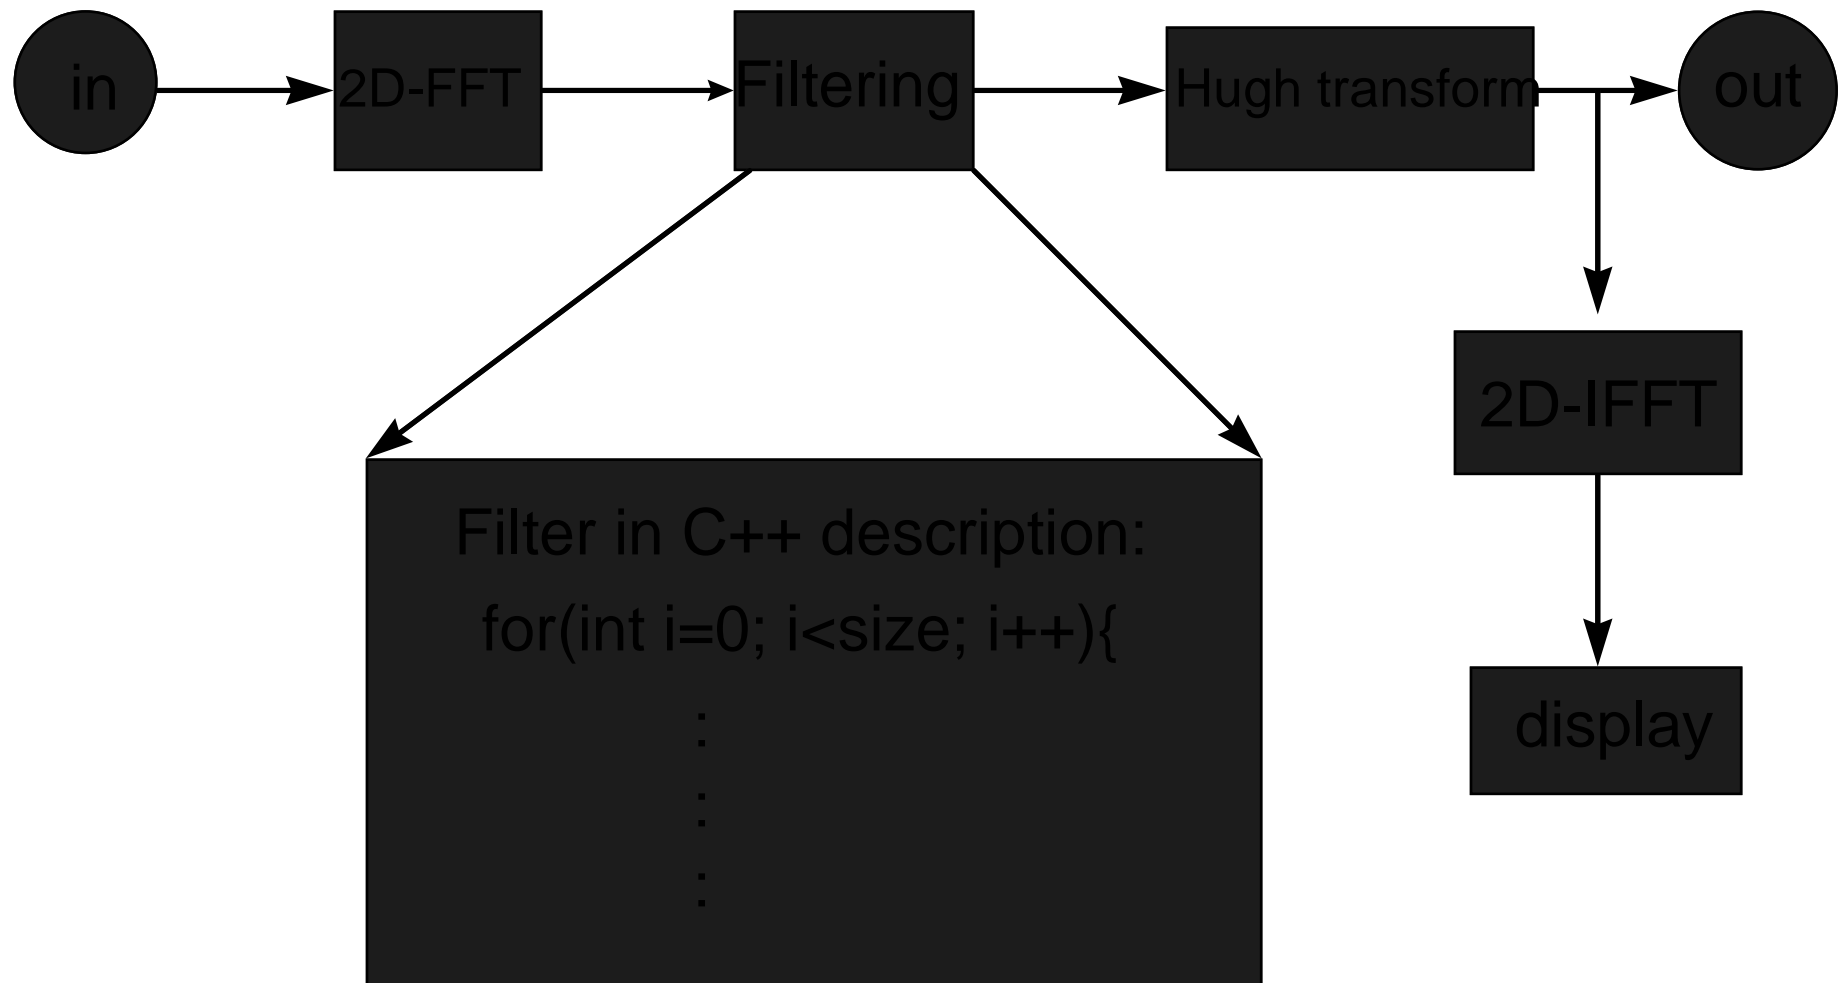 in
2D-FFT
Filtering
Hugh transform
out
2D-IFFT
display
Filter in C++ description:
for(int i=0; i<size; i++){
:
:
: